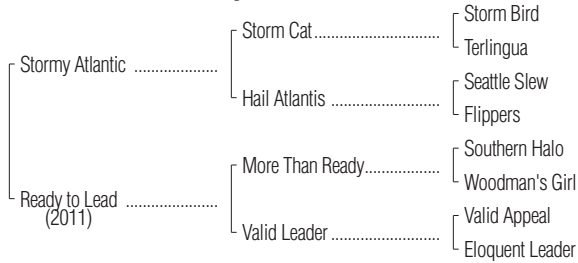 Storm Bird
Storm Cat....................
Terlingua
Stormy Atlantic .................
Seattle Slew
Hail Atlantis ......................
Flippers
Southern Halo
More Than Ready...............
Woodman's Girl
Ready to Lead ...................
(2011)
Valid Appeal
Valid Leader ......................
Eloquent Leader